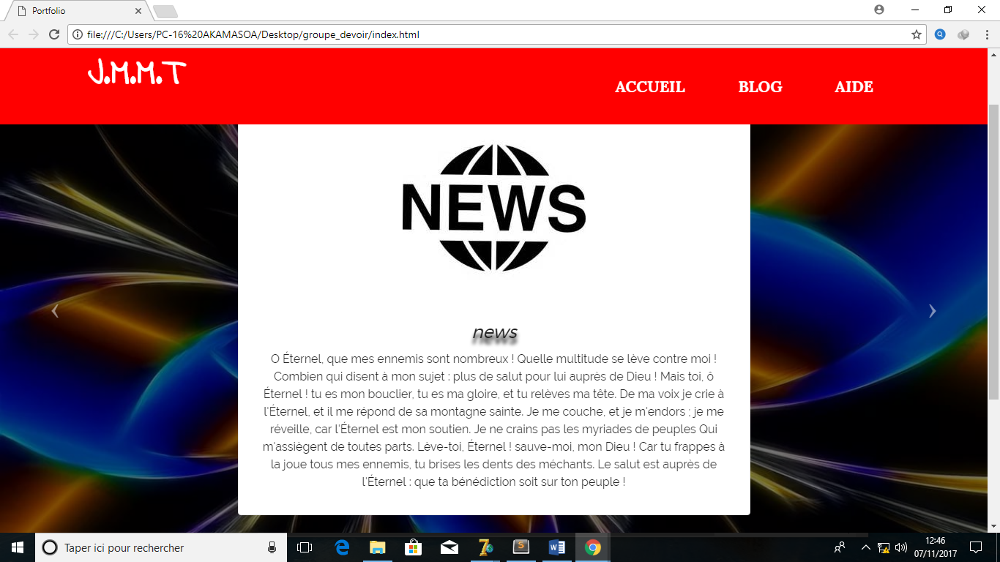 Portfolio
file:///C:/Users/PC-16%20AKAMASOA/Desktop/groupe_devoir/index.html
J.M.M.T
ACCUEIL BLOG AIDE
NEWS
news
O Éternel, que mes ennemis sont nombreux ! Quelle multitude se lève contre moi !
Combien qui disent à mon sujet : plus de salut pour lui auprès de Dieu ! Mais toi, ô
Éternel ! tu es mon bouclier, tu es ma gloire, et tu relèves ma tête. De ma voix je crie à
l'Éternel, et il me répond de sa montagne sainte. Je me couche, et je m'endors ; je me
réveille, car l'Éternel est mon soutien. Je ne crains pas les myriades de peuples Qui
m'assiègent de toutes parts. Lève-toi, Éternel ! sauve-moi, mon Dieu ! Car tu frappes à
la joue tous mes ennemis, tu brises les dents des méchants. Le salut est auprès de
l'Éternel : que ta bénédiction soit sur ton peuple !
Taper ici pour rechercher
12:46
07/11/2017